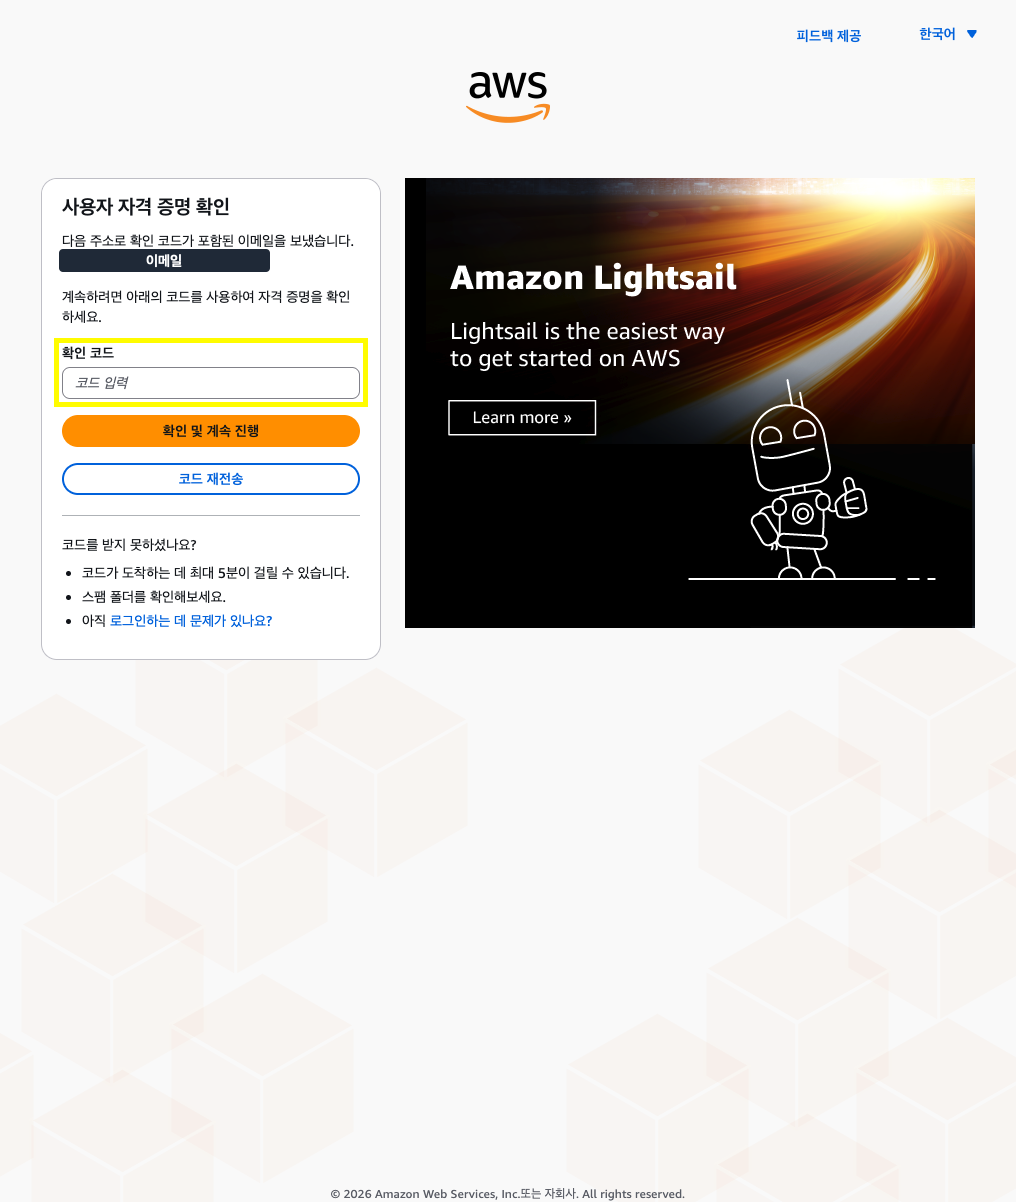 피드백 제공
한국어
aws
사용자 자격 증명 확인
다음 주소로 확인 코드가 포함된 이메일을 보냈습니다.
이메일
계속하려면 아래의 코드를 사용하여 자격 증명을 확인
하세요.
확인 코드
코드 입력
확인 및 계속 진행
코드 재전송
코드를 받지 못하셨나요?
• 코드가 도착하는 데 최대 5분이 걸릴 수 있습니다.
• 스팸 폴더를 확인해보세요.
• 아직 로그인하는 데 문제가 있나요?
Amazon Lightsail
Lightsail is the easiest way
to get started on AWS
Learn more »
© 2026 Amazon Web Services, Inc.또는 자회사. All rights reserved.